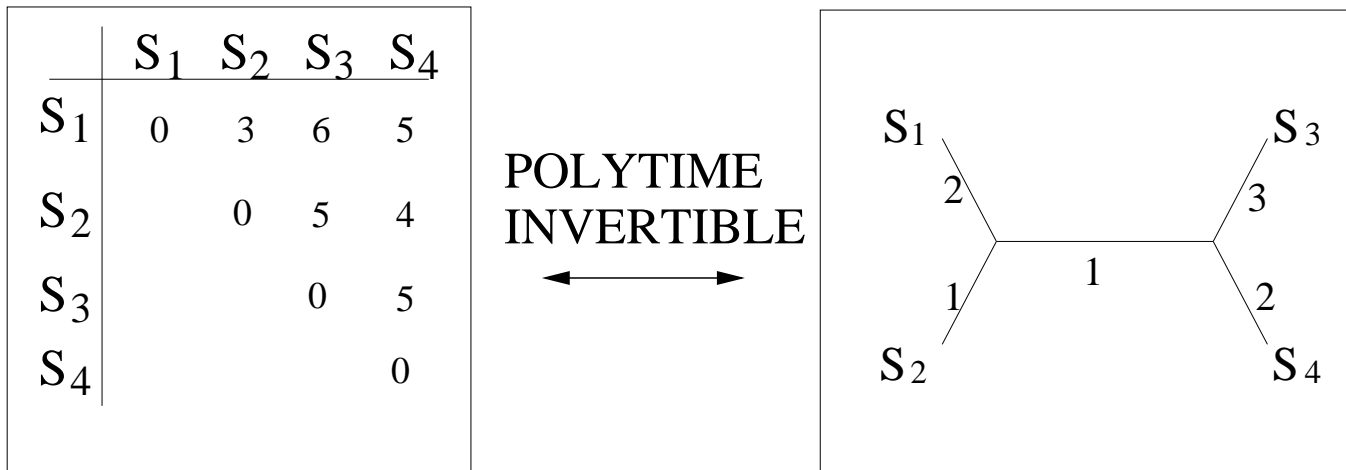 S1 S2 S3 S4
S1 0 3 6 5
S2 0 5 4
S3 0 5
S4 0
POLYTIME
INVERTIBLE
S1 S3
2 3
1 1 2
S2 S4